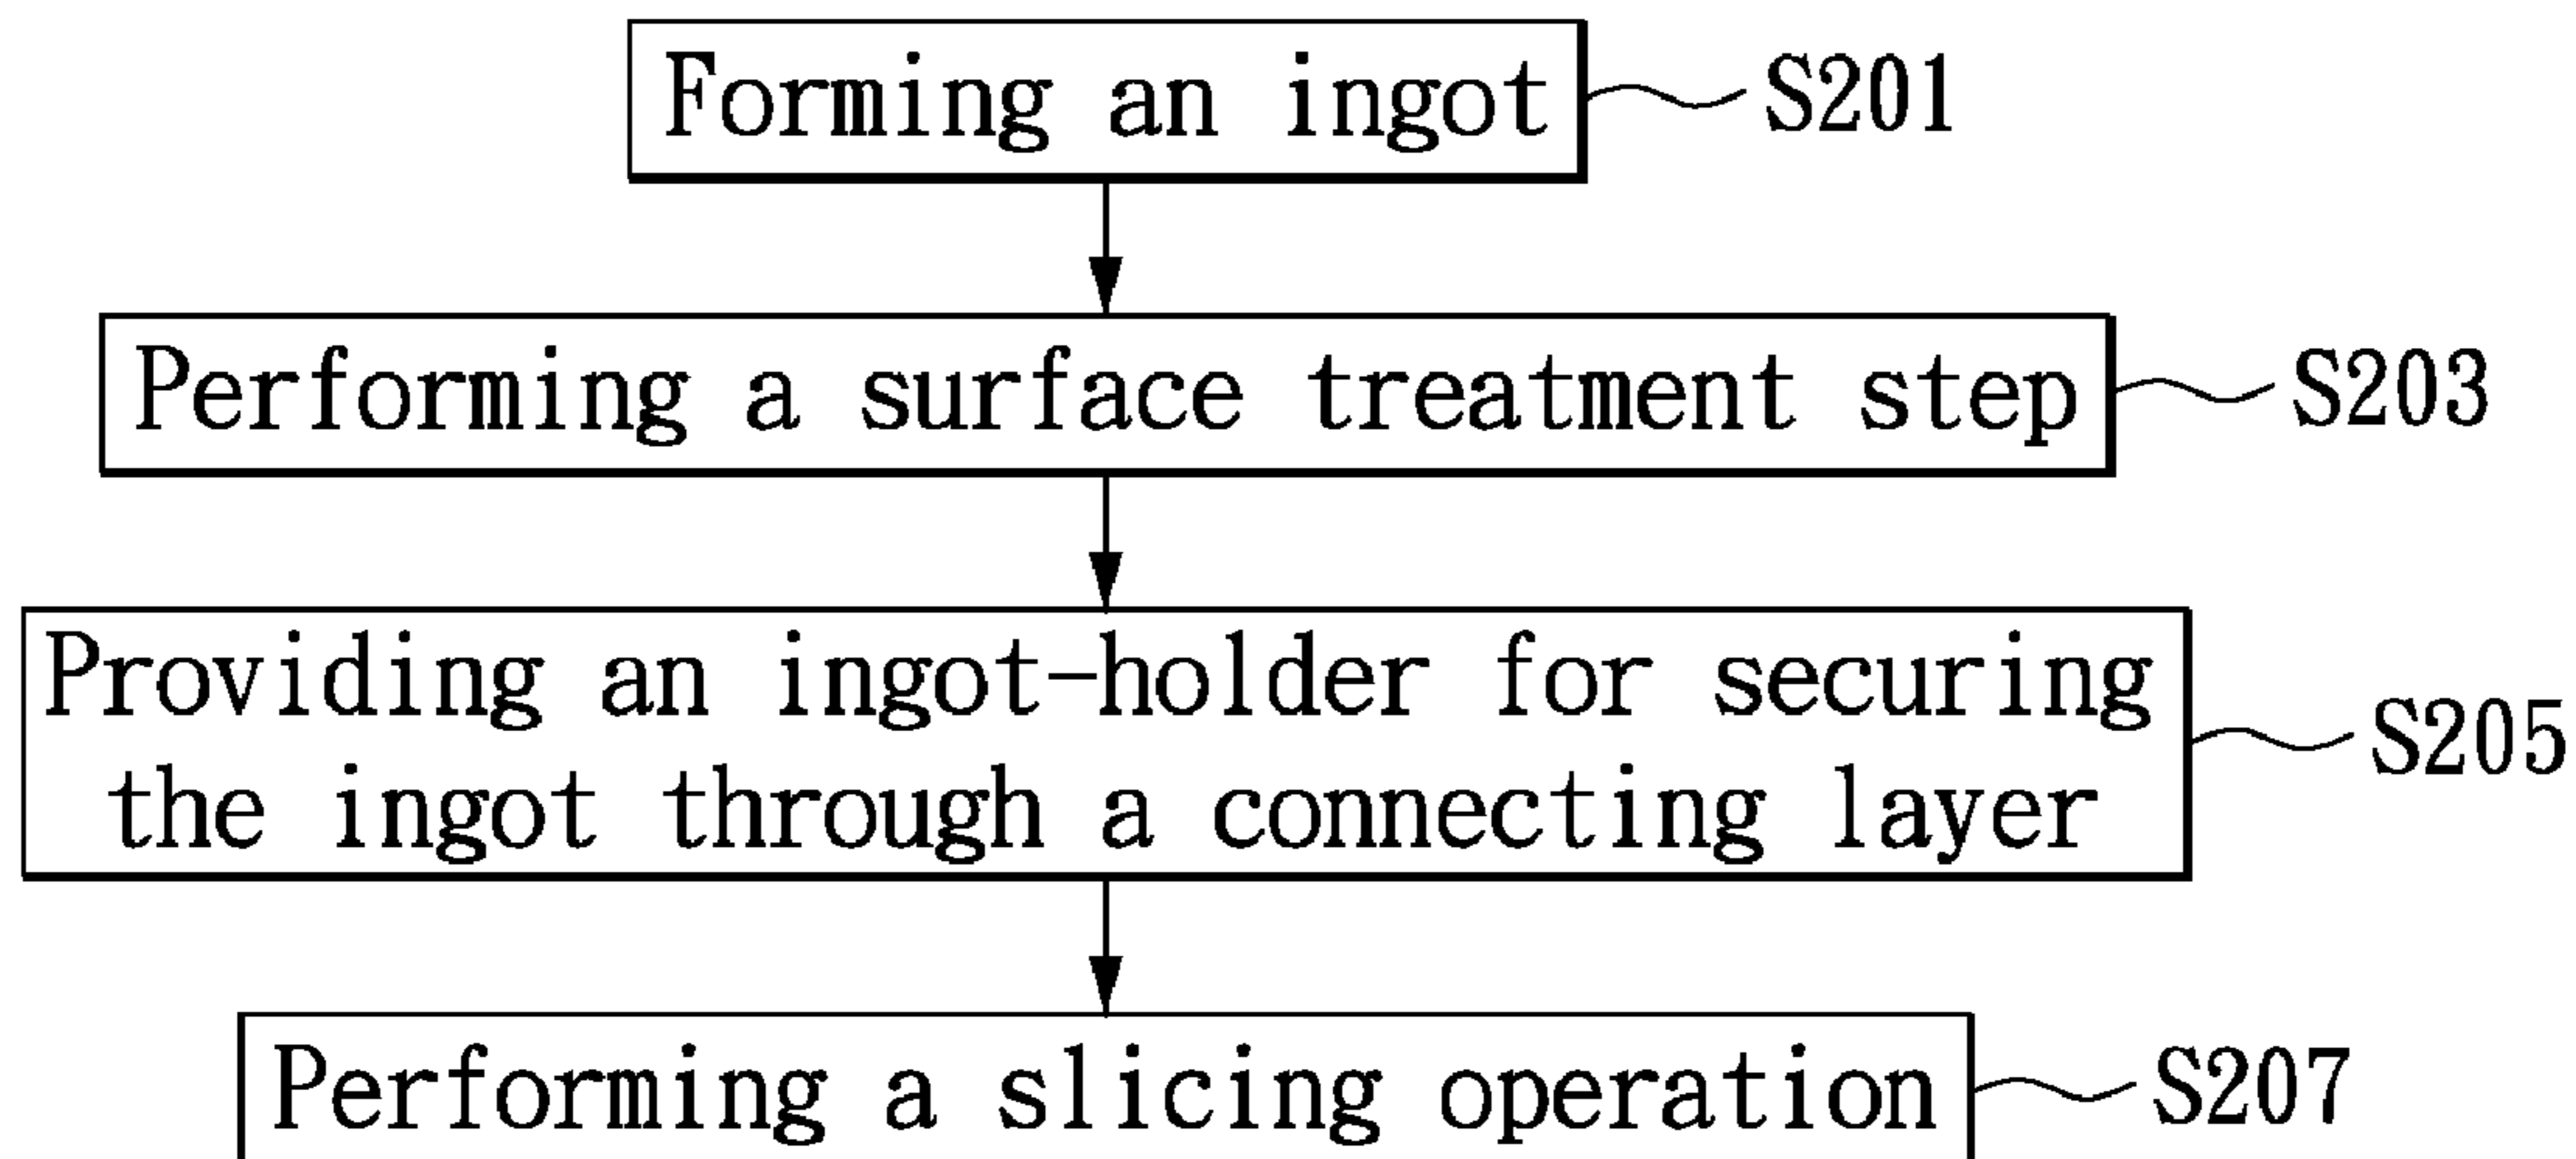 Forming an ingot S201
Performing a surface treatment step S203
Providing an ingot-holder for securing
the ingot through a connecting layer S205
Performing a slicing operation S207